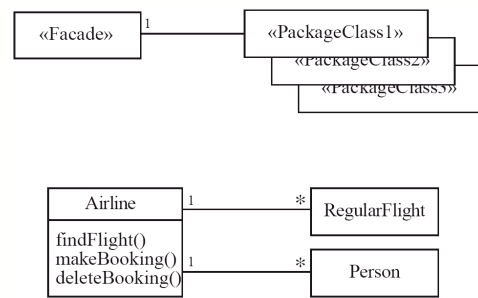 «Facade»
1
«PackageClass1»
«PackageClass2»
«PackageClass3»
Airline
1
*
RegularFlight
findFlight()
makeBooking()
1
*
Person
deleteBooking()